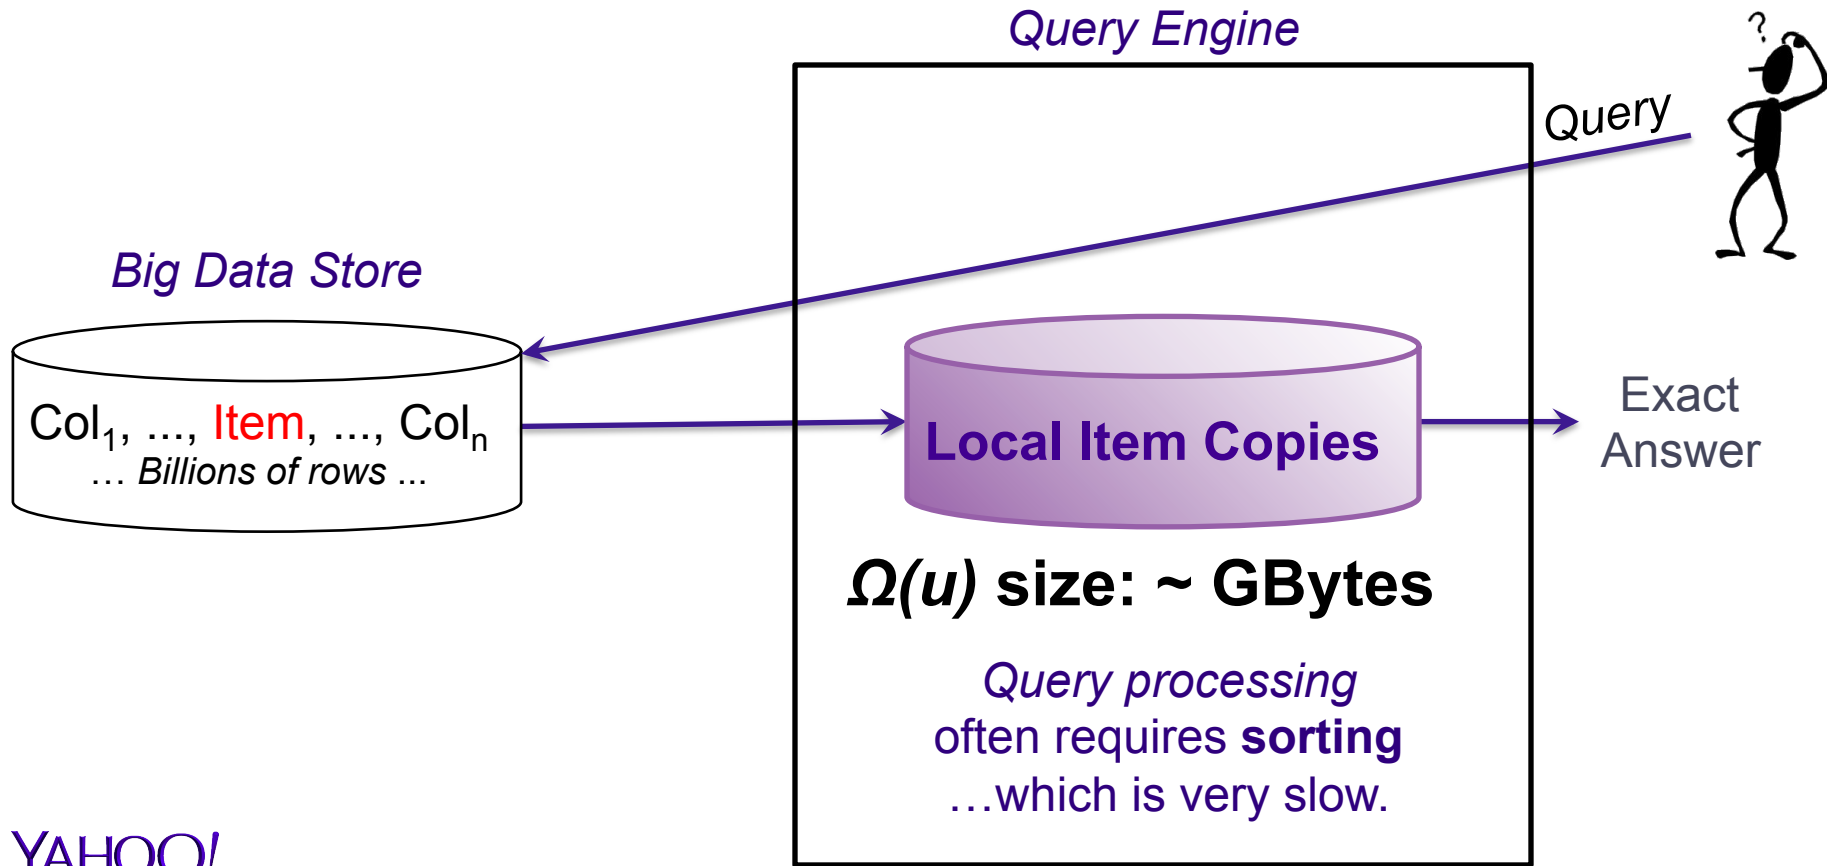 Query Engine
?
Query
Big Data Store
Col₁, ..., Item, ..., Colₙ
... Billions of rows ...
Local Item Copies
Exact
Answer
Ω(u) size: ~ GBytes
Query processing
often requires sorting
...which is very slow.
YAHOO!